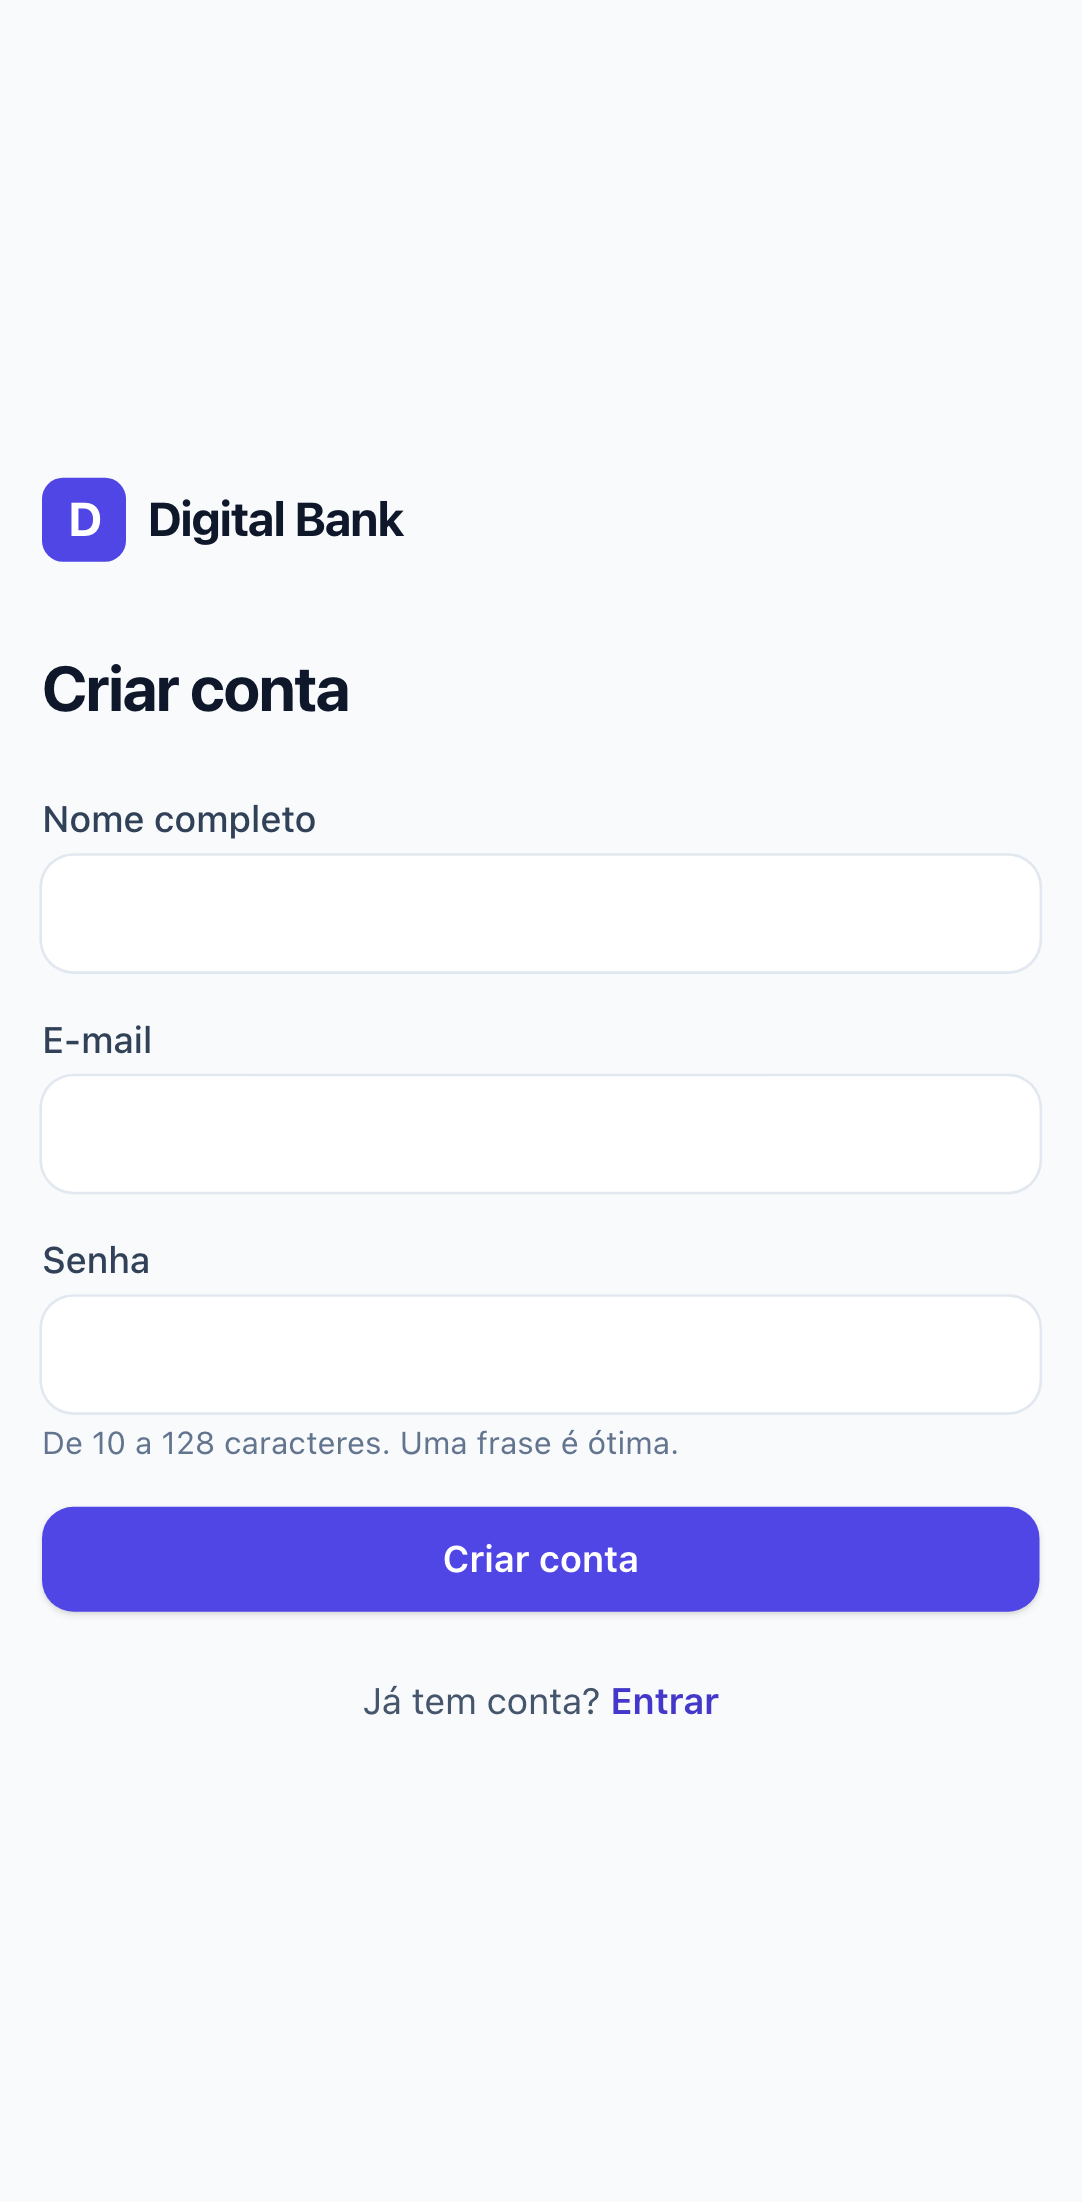 D Digital Bank
Criar conta
Nome completo
E-mail
Senha
De 10 a 128 caracteres. Uma frase é ótima.
Criar conta
Já tem conta? Entrar